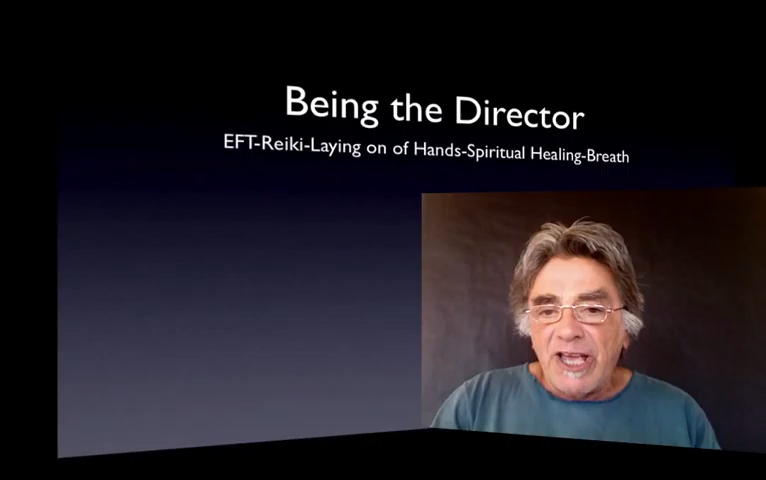 Being the Director
EFT-Reiki-Laying on of Hands-Spiritual Healing-Breath